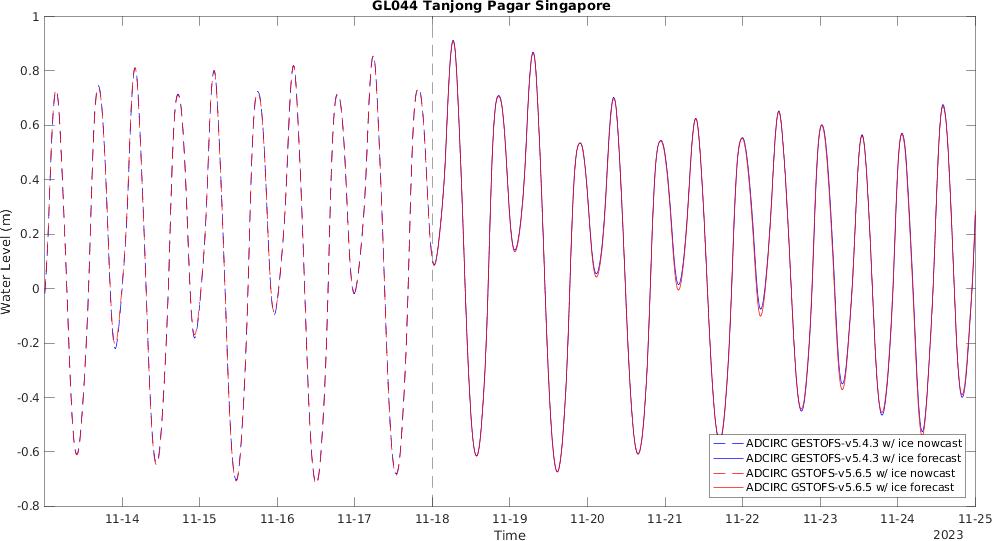 GL044 Tanjong Pagar Singapore
Water Level (m)
1
0.8
0.6
0.4
0.2
0
-0.2
-0.4
-0.6
-0.8
ADCIRC GESTOFS-v5.4.3 w/ ice nowcast
ADCIRC GESTOFS-v5.4.3 w/ ice forecast
ADCIRC GSTOFS-v5.6.5 w/ ice nowcast
ADCIRC GSTOFS-v5.6.5 w/ ice forecast
11-14 11-15 11-16 11-17 11-18 11-19 11-20 11-21 11-22 11-23 11-24 11-25
Time
2023